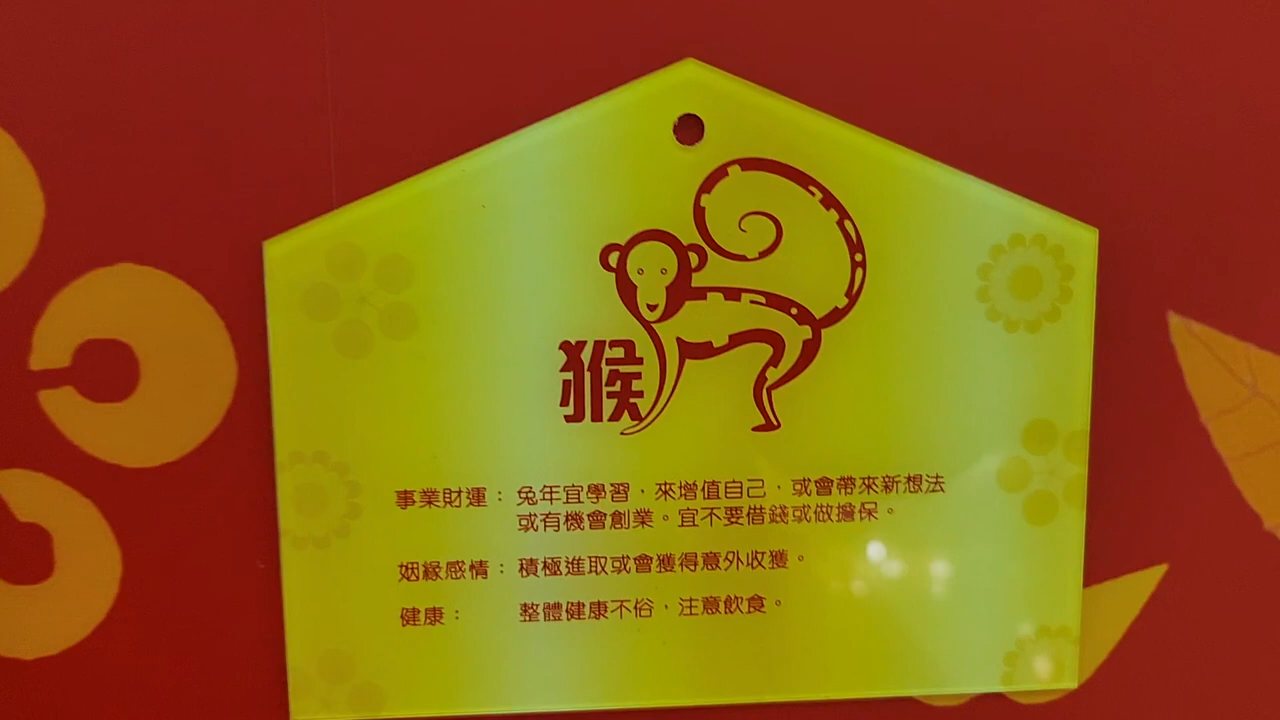 猴
事業財運：兔年宜學習，來增值自己，或會帶來新想法
或有機會創業。宜不要借錢或做擔保。
姻緣感情：積極進取或會獲得意外收獲。
健康：整體健康不俗，注意飲食。